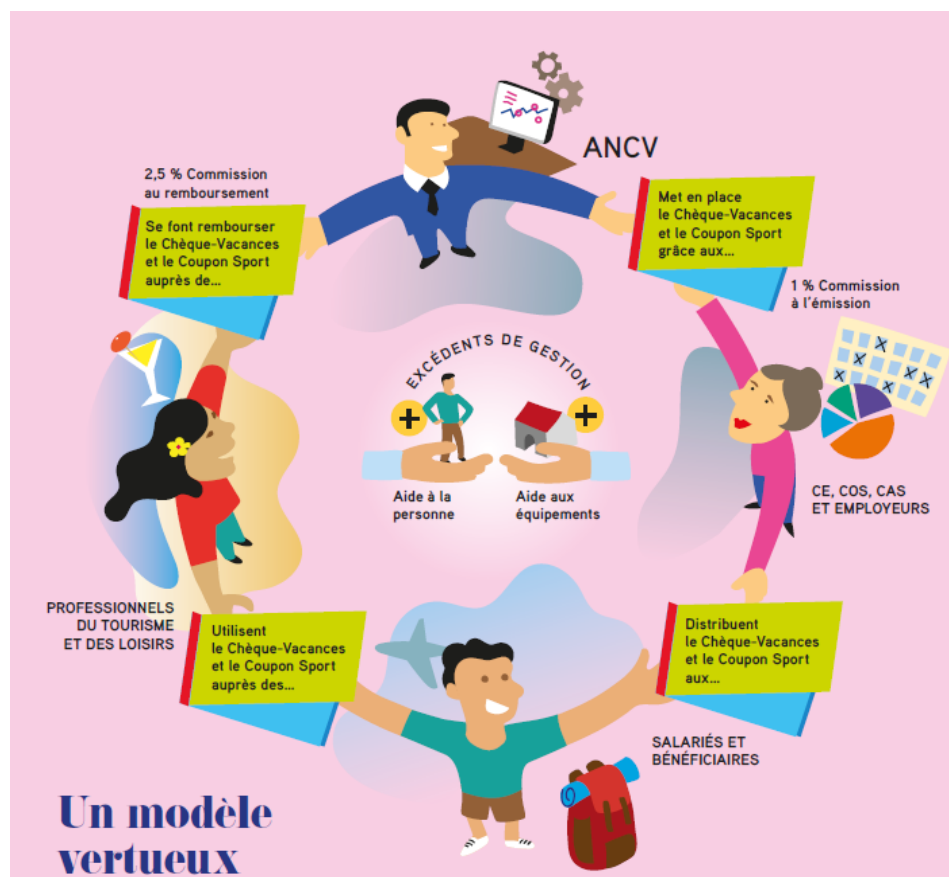 ANCV
2,5 % Commission
au remboursement
Se font rembourser
le Chèque-Vacances
et le Coupon Sport
auprès de...
Met en place
le Chèque-Vacances
et le Coupon Sport
grâce aux...
1 % Commission
à l'émission
EXCÉDENTS DE GESTION
+
+
Aide à la
personne
Aide aux
équipements
CE, COS, CAS
ET EMPLOYEURS
PROFESSIONNELS
DU TOURISME
ET DES LOISIRS
Utilisent
le Chèque-Vacances
et le Coupon Sport
auprès des...
Distribuent
le Chèque-Vacances
et le Coupon Sport
aux...
SALARIÉS ET
BÉNÉFICIAIRES
Un modèle
vertueux